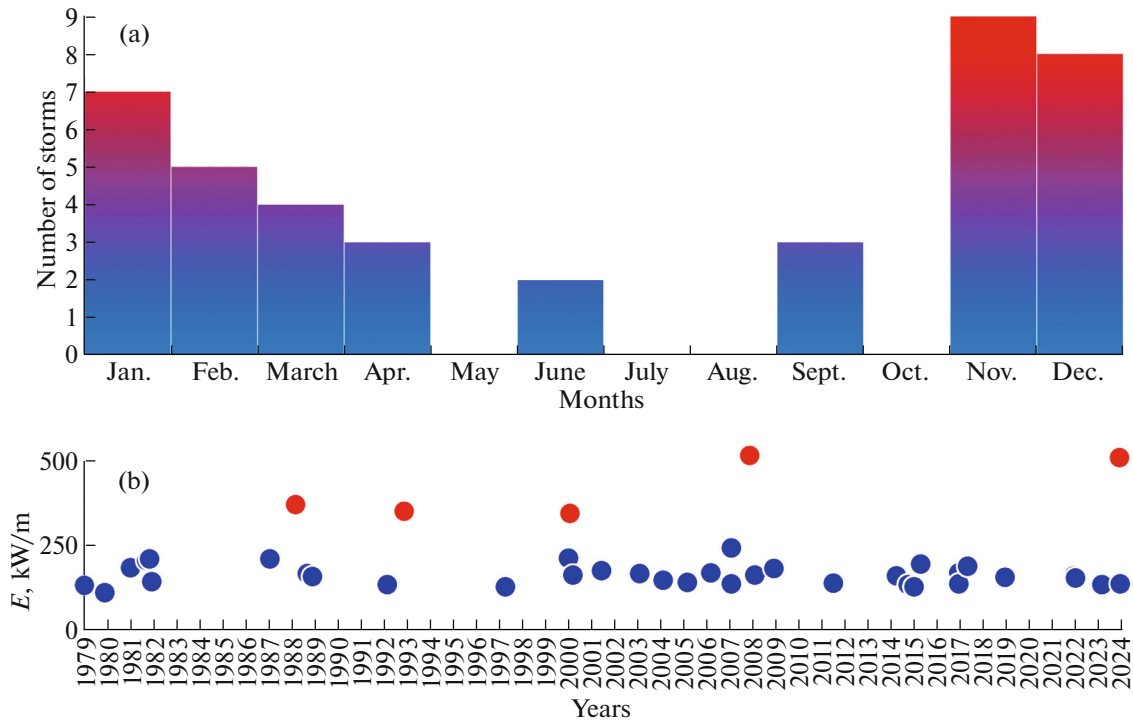 (a)
Number of storms
9
8
7
6
5
4
3
2
1
0
Jan. Feb. March Apr. May June July Aug. Sept. Oct. Nov. Dec.
Months
(b)
E, kW/m
500
250
0
1979 1980 1981 1982 1983 1984 1985 1986 1987 1988 1989 1990 1991 1992 1993 1994 1995 1996 1997 1998 1999 2000 2001 2002 2003 2004 2005 2006 2007 2008 2009 2010 2011 2012 2013 2014 2015 2016 2017 2018 2019 2020 2021 2022 2023 2024
Years